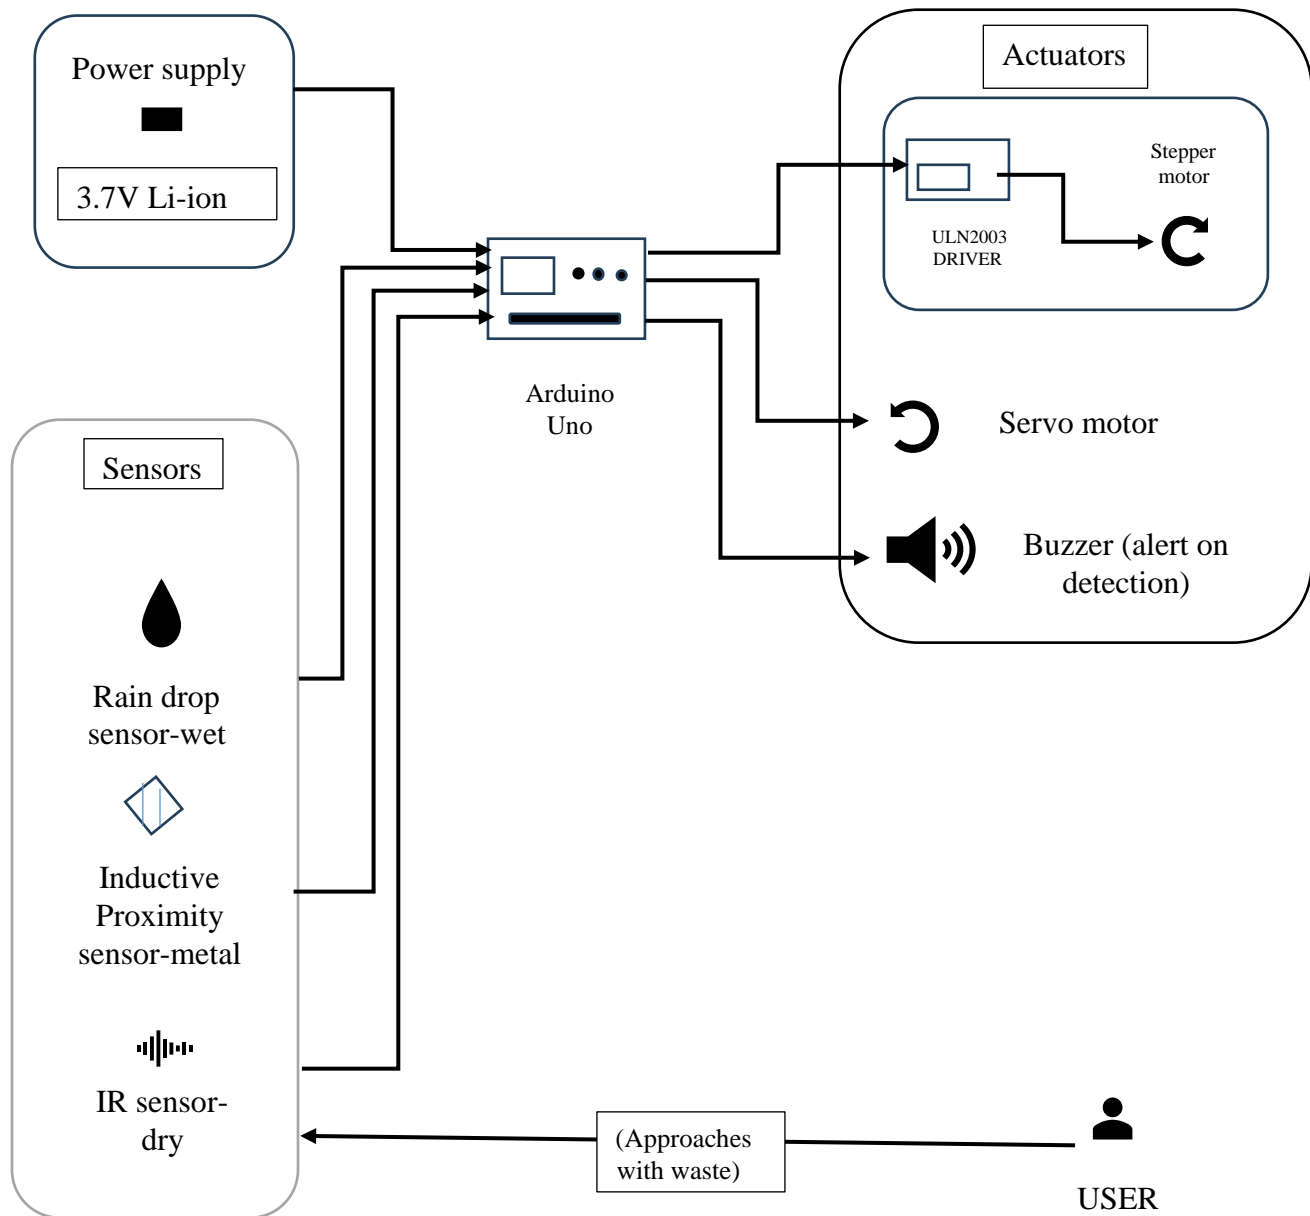 Power supply
3.7V Li-ion
Actuators
Stepper
motor
ULN2003
DRIVER
Arduino
Uno
Servo motor
Buzzer (alert on
detection)
Sensors
Rain drop
sensor-wet
Inductive
Proximity
sensor-metal
IR sensor-
dry
(Approaches
with waste)
USER